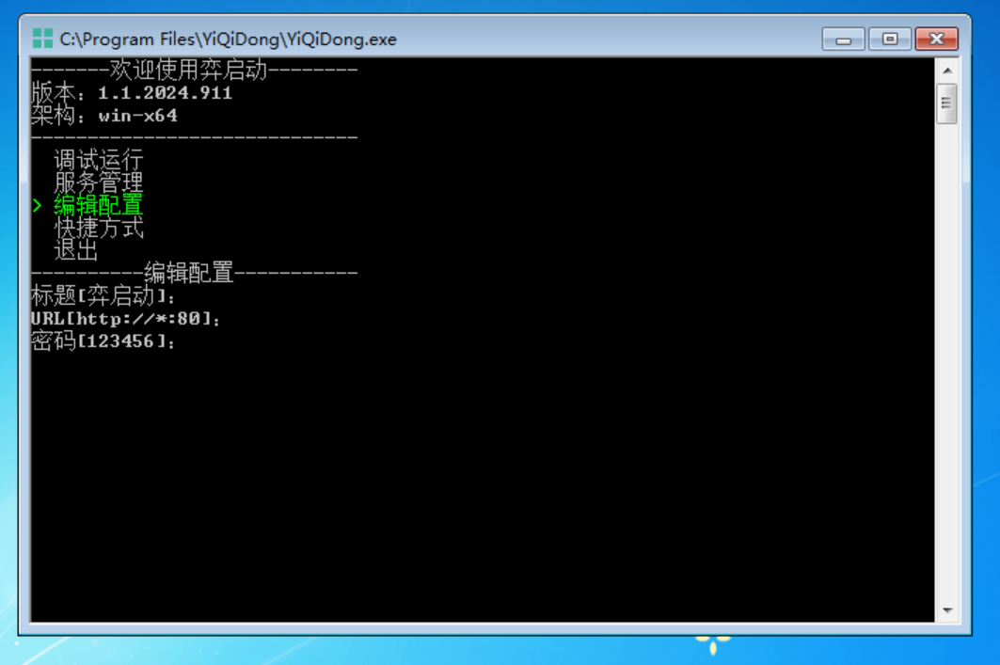 C:\Program Files\YiQiDong\YiQiDong.exe
-------欢迎使用弈启动--------
版本：1.1.2024.911
架构：win-x64
-----------------------------
调试运行
服务管理
> 编辑配置
快捷方式
退出
----------编辑配置-----------
标题[弈启动]：
URL[http://*:80]：
密码[123456]：